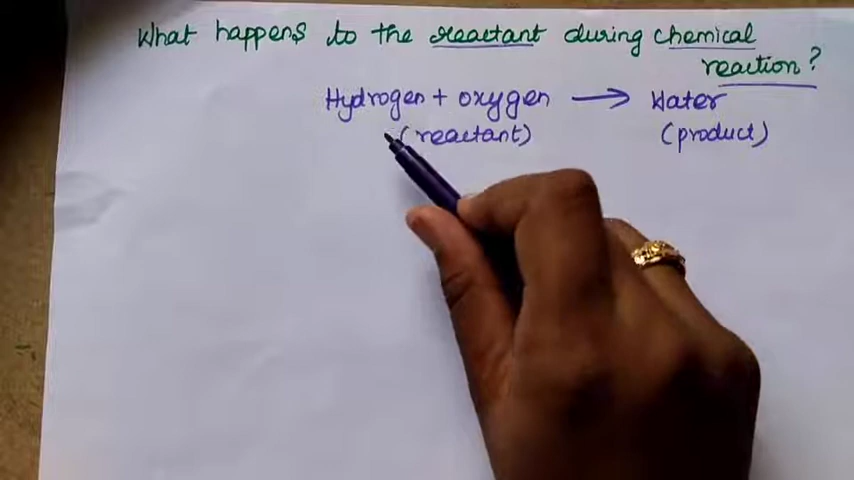 What happens to the reactant during chemical
reaction?
Hydrogen + oxygen → Water
(reactant) (product)